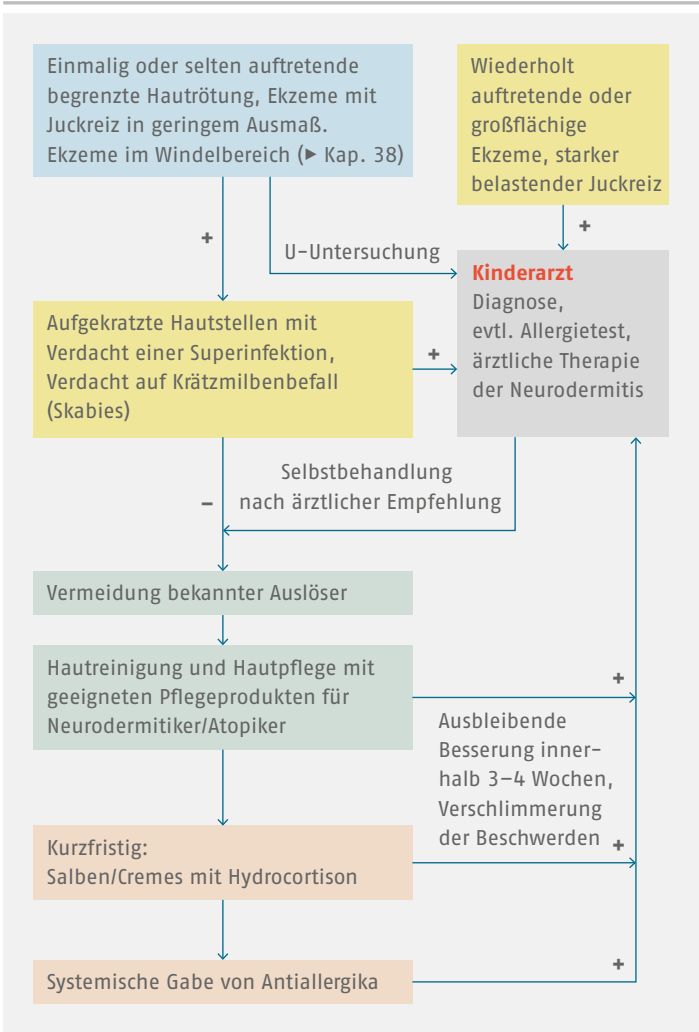 Einmalig oder selten auftretende
begrenzte Hautrötung, Ekzeme mit
Juckreiz in geringem Ausmaß.
Ekzeme im Windelbereich (▶ Kap. 38)
Wiederholt
auftretende oder
großflächige
Ekzeme, starker
belastender Juckreiz
+
+
U-Untersuchung
Kinderarzt
Diagnose,
evtl. Allergietest,
ärztliche Therapie
der Neurodermitis
Aufgekratzte Hautstellen mit
Verdacht einer Superinfektion,
Verdacht auf Krätzmilbenbefall
(Skabies)
+
Selbstbehandlung
nach ärztlicher Empfehlung
–
Vermeidung bekannter Auslöser
Hautreinigung und Hautpflege mit
geeigneten Pflegeprodukten für
Neurodermitiker/Atopiker
+
Ausbleibende
Besserung inner-
halb 3–4 Wochen,
Verschlimmerung
der Beschwerden
+
Kurzfristig:
Salben/Cremes mit Hydrocortison
Systemische Gabe von Antiallergika
+